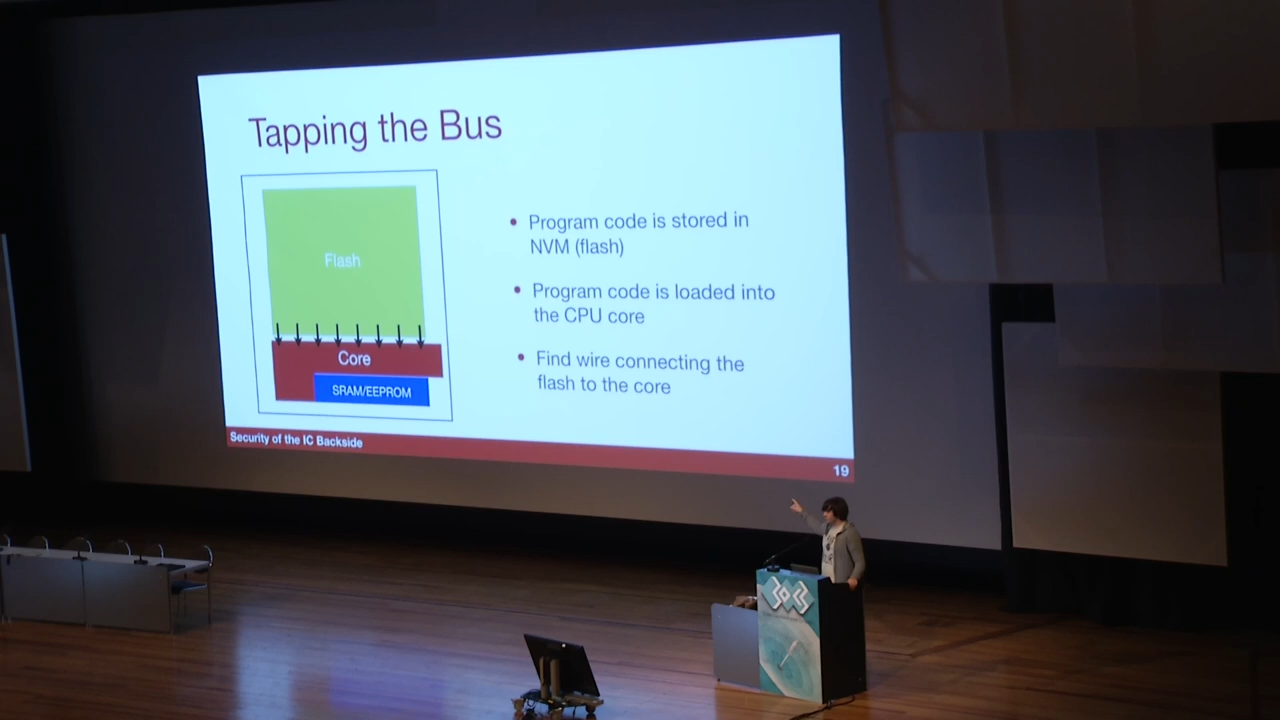 Tapping the Bus
Flash
Core
SRAM/EEPROM
Program code is stored in
NVM (flash)
Program code is loaded into
the CPU core
Find wire connecting the
flash to the core
Security of the IC Backside
19
30C3